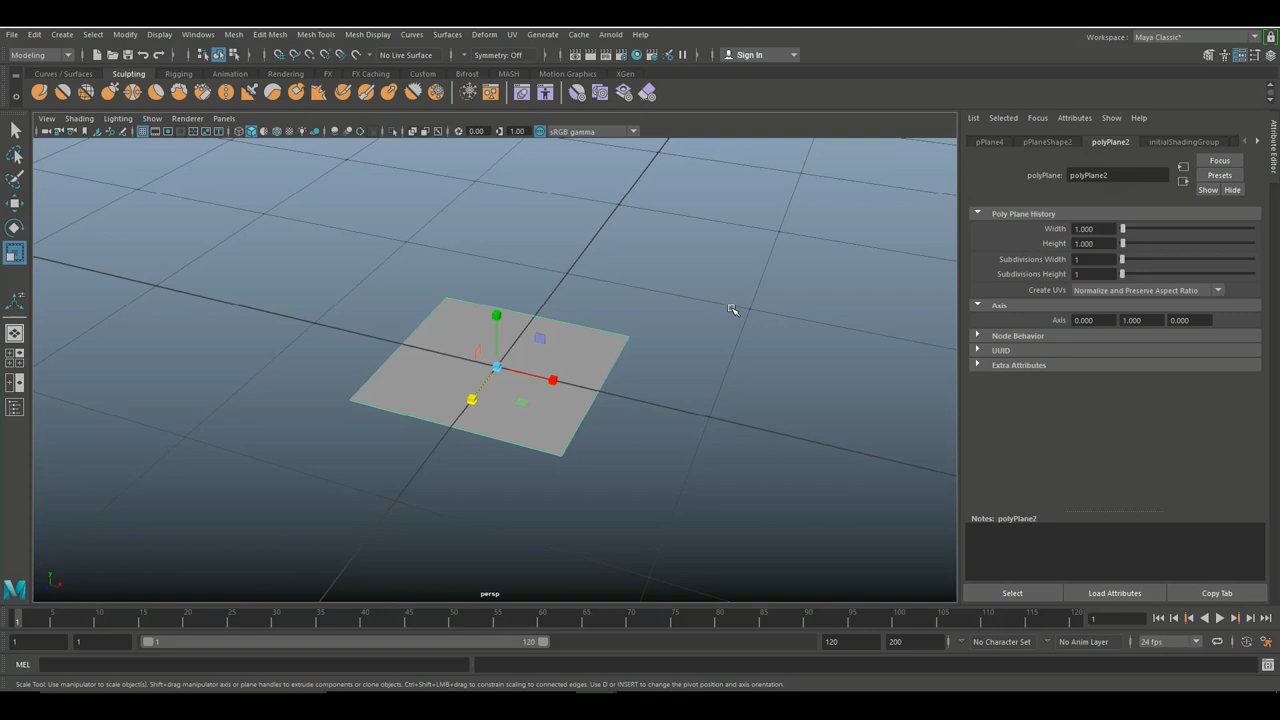 File Edit Create Select Modify Display Windows Mesh Edit Mesh Mesh Tools Mesh Display Curves Surfaces Deform UV Generate Cache Arnold Help
Workspace : Maya Classic*
Modeling No Live Surface Symmetry: Off Sign In
Curves / Surfaces Sculpting Rigging Animation Rendering FX FX Caching Custom Bifrost MASH Motion Graphics XGen
View Shading Lighting Show Renderer Panels
0.00 1.00 sRGB gamma
List Selected Focus Attributes Show Help
pPlane4 pPlaneShape2 polyPlane2 initialShadingGroup
Focus
polyPlane: polyPlane2 Presets
Show Hide
Poly Plane History
Width 1.000
Height 1.000
Subdivisions Width 1
Subdivisions Height 1
Create UVs Normalize and Preserve Aspect Ratio
Axis
Axis 0.000 1.000 0.000
Node Behavior
UUID
Extra Attributes
Attribute Editor
Notes: polyPlane2
persp
Select Load Attributes Copy Tab
1 5 10 15 20 25 30 35 40 45 50 55 60 65 70 75 80 85 90 95 100 105 110 115 120 1
1 1 1 120 120 200 No Character Set No Anim Layer 24 fps
MEL
Scale Tool: Use manipulator to scale object(s). Shift+drag manipulator axis or plane handles to extrude components or clone objects. Ctrl+Shift+LMB+drag to constrain scaling to connected edges. Use D or INSERT to change the pivot position and axis orientation.